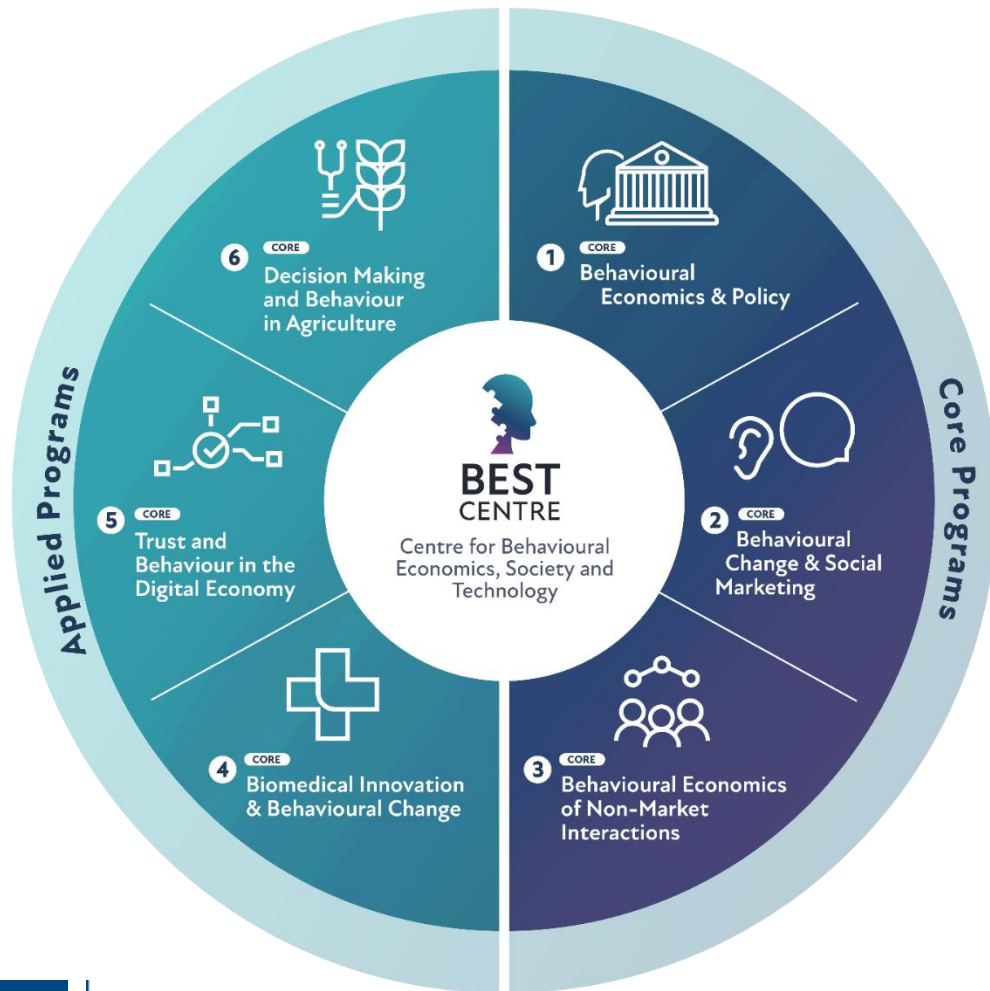 BEST
CENTRE
Centre for Behavioural
Economics, Society and
Technology
Core Programs
1
CORE
Behavioural
Economics & Policy
2
CORE
Behavioural
Change & Social
Marketing
3
CORE
Behavioural Economics
of Non-Market
Interactions
Applied Programs
4
CORE
Biomedical Innovation
& Behavioural Change
5
CORE
Trust and
Behaviour in the
Digital Economy
6
CORE
Decision Making
and Behaviour
in Agriculture